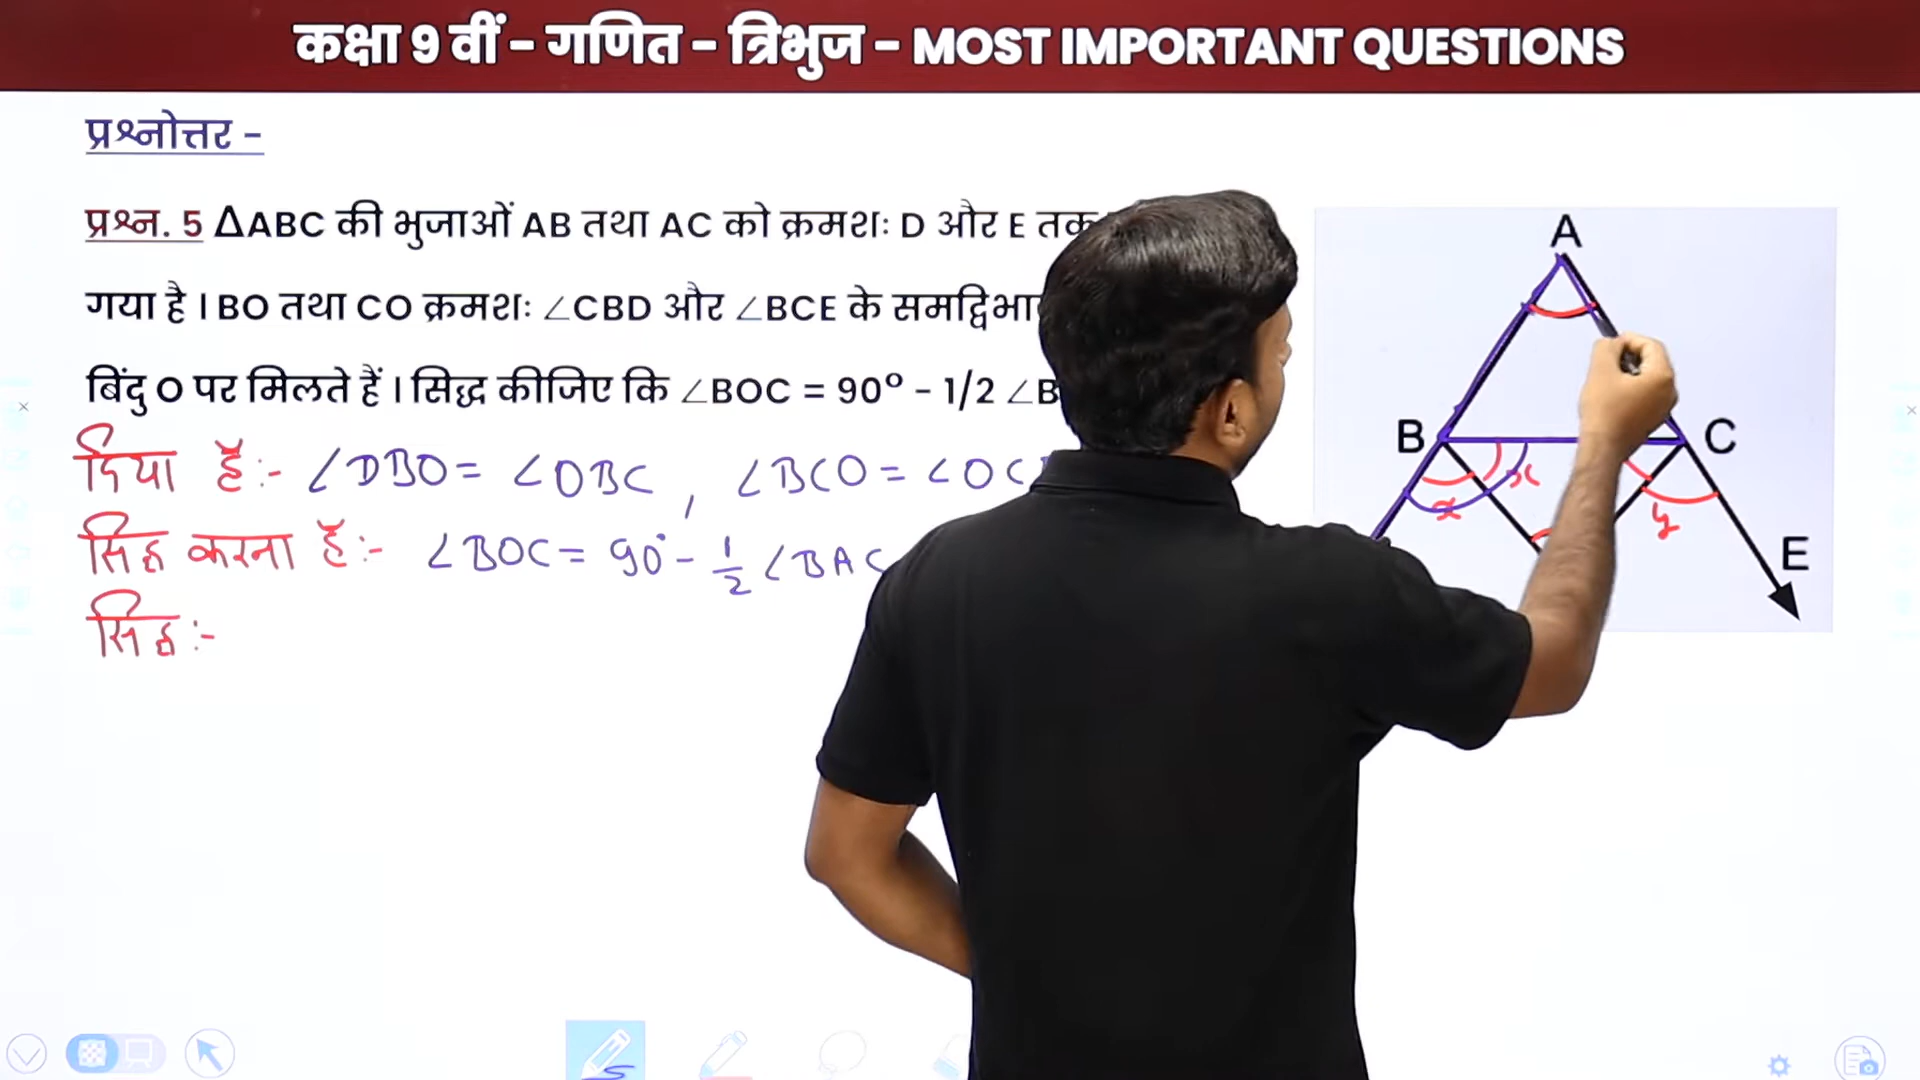 कक्षा 9 वीं - गणित - त्रिभुज - MOST IMPORTANT QUESTIONS
प्रश्नोत्तर -
प्रश्न. 5 ΔABC की भुजाओं AB तथा AC को क्रमशः D और E तक
गया है । BO तथा CO क्रमशः ∠CBD और ∠BCE के
बिंदु O पर मिलते हैं । सिद्ध कीजिए कि ∠BOC = 90° - 1/2 ∠B
दिया है :- ∠DBO = ∠OBC , ∠BCO = ∠OC
सिद्ध करना है :- ∠BOC = 90° - 1/2 ∠BAC
सिद्ध :-
A
B
C
x
x
y
E